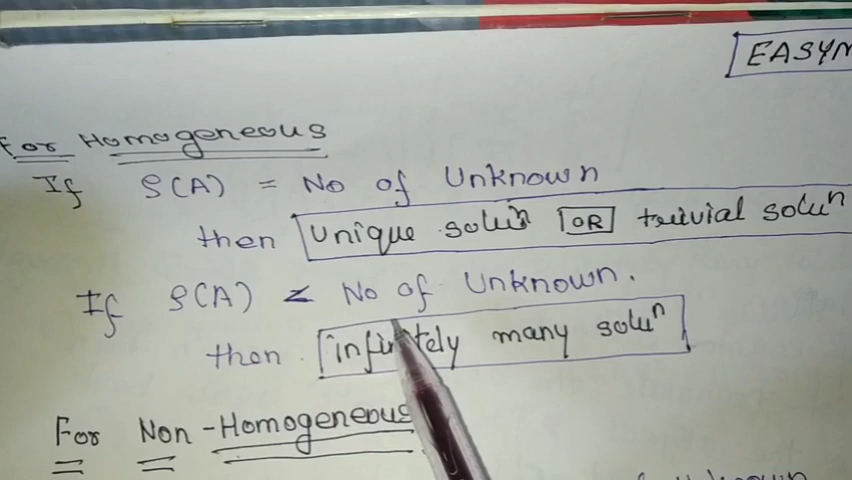 EASYM
For Homogeneous
If ρ(A) = No of Unknown
then Unique soluⁿ OR trivial soluⁿ
If ρ(A) < No of Unknown.
then infinitely many soluⁿ
For Non-Homogeneous